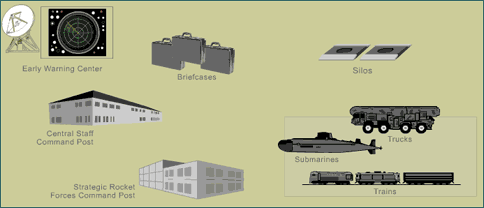 Early Warning Center
Briefcases
Silos
Central Staff
Command Post
Trucks
Submarines
Strategic Rocket
Forces Command Post
Trains